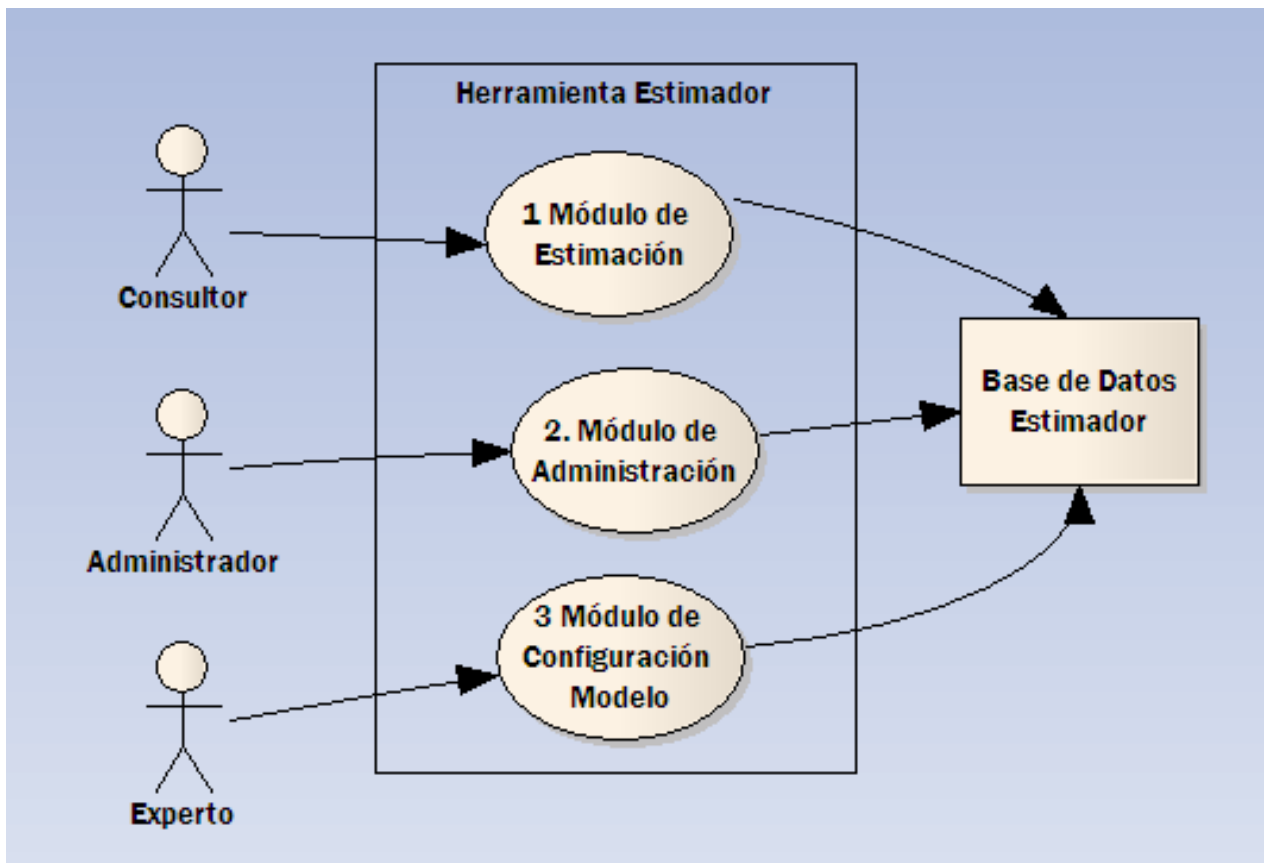 Herramienta Estimador
1 Módulo de
Estimación
Consultor
2. Módulo de
Administración
Administrador
3 Módulo de
Configuración
Modelo
Experto
Base de Datos
Estimador